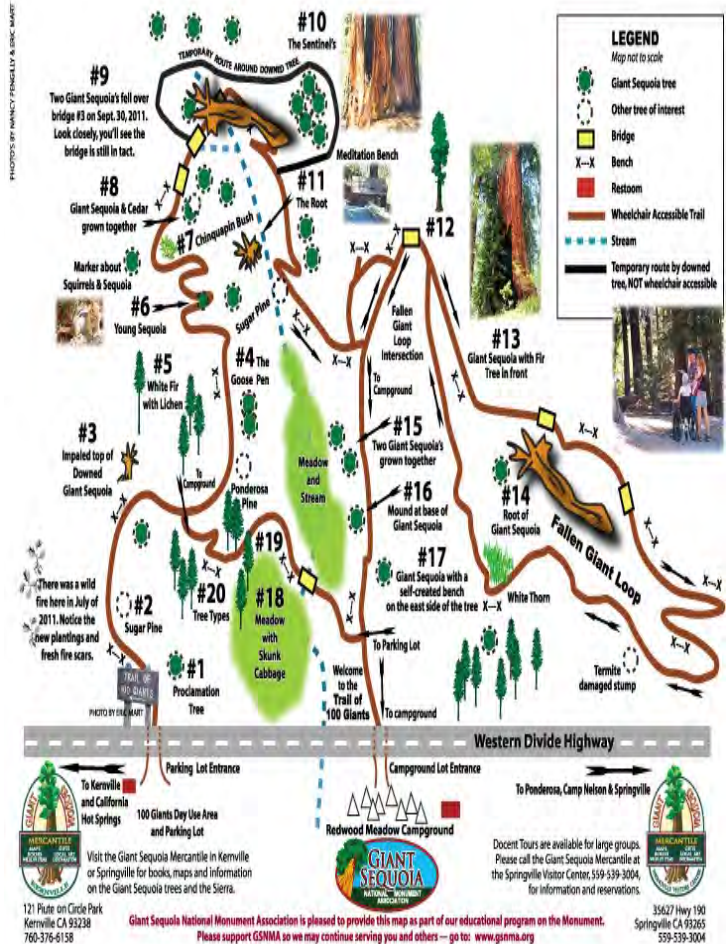 PHOTO'S BY NANCY PENGILLY & ERIC MART
#10
The Sentinel's
TEMPORARY ROUTE AROUND DOWNED TREE
#9
Two Giant Sequoia's fell over
bridge #3 on Sept. 30, 2011.
Look closely, you'll see the
bridge is still in tact.
LEGEND
Map not to scale
Giant Sequoia tree
Other tree of interest
Bridge
X---X Bench
Restoom
Wheelchair Accessible Trail
Stream
Temporary route by downed
tree, NOT wheelchair accessible
Meditation Bench
#8
Giant Sequoia & Cedar
grown together
X---X
#11
The Root
#7 Chinquapin Bush
#12
X---X
X---X
Marker about
Squirrels & Sequoia
#6
Young Sequoia
Sugar Pine
X---X
X---X
Fallen
Giant
Loop
Intersection
#13
Giant Sequoia with Fir
Tree in front
X---X
#5
White Fir
with Lichen
X---X
#4 The
Goose Pen
To
Campground
X---X
#3
Impaled top of
Downed
Giant Sequoia
X---X
To
Campground
Ponderosa
Pine
Meadow
and
Stream
#15
Two Giant Sequoia's
grown together
#16
Mound at base of
Giant Sequoia
#14
Root of
Giant Sequoia
Fallen Giant Loop
X---X
#17
Giant Sequoia with a
self-created bench
on the east side of the tree
X---X
White Thorn
X---X
There was a wild
fire here in July of
2011. Notice the
new plantings and
fresh fire scars.
#2
Sugar Pine
X---X
#20
Tree Types
X---X
#19
X---X
#18
Meadow
with
Skunk
Cabbage
X---X
To Parking Lot
Termite
damaged stump
#1
Proclamation
Tree
TRAIL OF
100 GIANTS
PHOTO BY ERIC MART
Welcome
to the
Trail of
100 Giants
To campground
Western Divide Highway
Parking Lot Entrance
Campground Lot Entrance
To Kernville
and California
Hot Springs
100 Giants Day Use Area
and Parking Lot
Redwood Meadow Campground
To Ponderosa, Camp Nelson & Springville
GIANT SEQUOIA
MERCANTILE
KERNVILLE
Visit the Giant Sequoia Mercantile in Kernville
or Springville for books, maps and information
on the Giant Sequoia trees and the Sierra.
GIANT
SEQUOIA
NATIONAL MONUMENT
ASSOCIATION
Docent Tours are available for large groups.
Please call the Giant Sequoia Mercantile at
the Springville Visitor Center, 559-539-3004,
for information and reservations.
GIANT SEQUOIA
MERCANTILE
121 Piute on Circle Park
Kernville CA 93238
760-376-6158
Giant Sequoia National Monument Association is pleased to provide this map as part of our educational program on the Monument.
Please support GSNMA so we may continue serving you and others — go to: www.gsnma.org
35627 Hwy 190
Springville CA 93265
559-539-3004